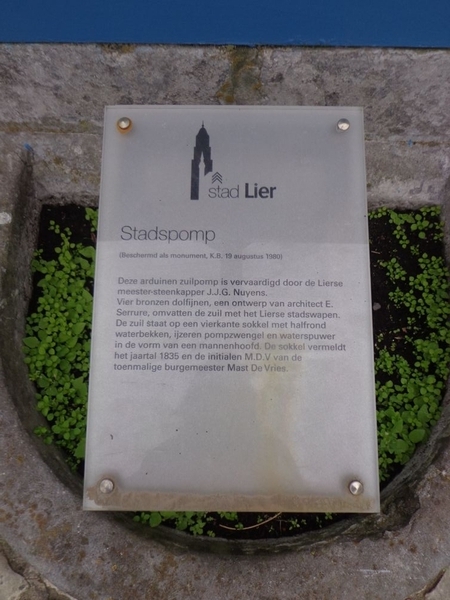 stad Lier
Stadspomp
(Beschermd als monument, K.B. 19 augustus 1980)
Deze arduinen zuilpomp is vervaardigd door de Lierse
meester-steenkapper J.J.G. Nuyens.
Vier bronzen dolfijnen, een ontwerp van architect E.
Serrure, omvatten de zuil met het Lierse stadswapen.
De zuil staat op een vierkante sokkel met halfrond
waterbekken, ijzeren pompzwengel en waterspuwer
in de vorm van een mannenhoofd. De sokkel vermeldt
het jaartal 1835 en de initialen M.D.V van de
toenmalige burgemeester Mast De Vries.